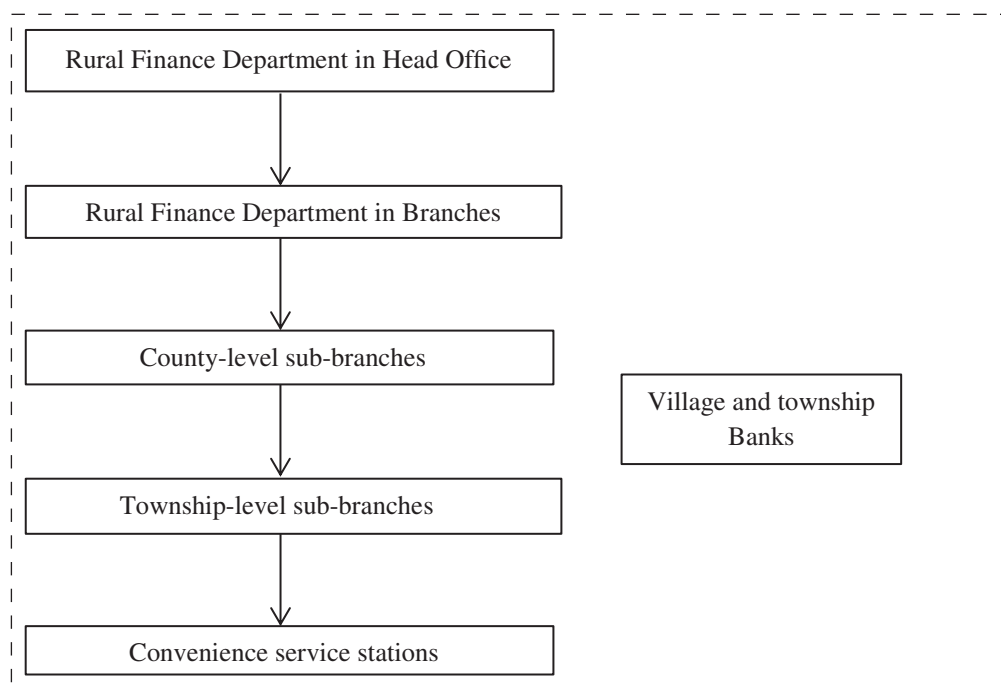 Rural Finance Department in Head Office
Rural Finance Department in Branches
County-level sub-branches
Village and township
Banks
Township-level sub-branches
Convenience service stations